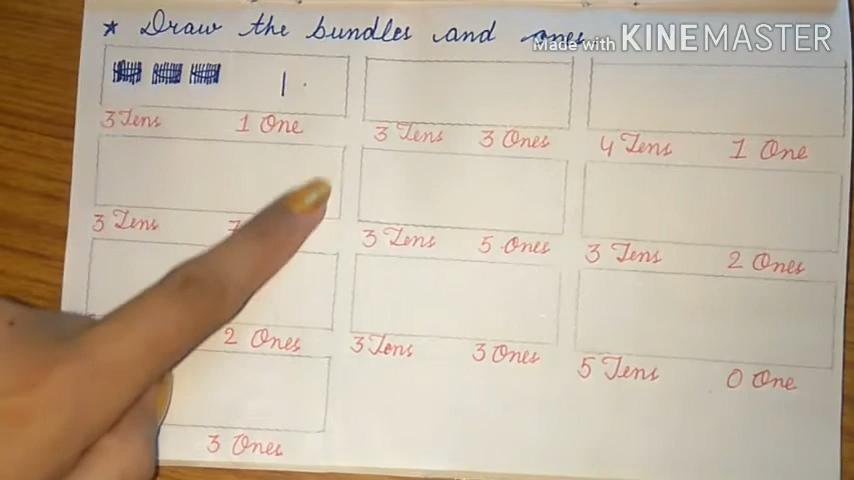 * Draw the bundles and ones
Made with KINEMASTER
3 Tens 1 One 3 Tens 3 Ones 4 Tens 1 One
3 Tens 3 Tens 5 Ones 3 Tens 2 Ones
2 Ones 3 Tens 3 Ones 5 Tens 0 One
3 Ones